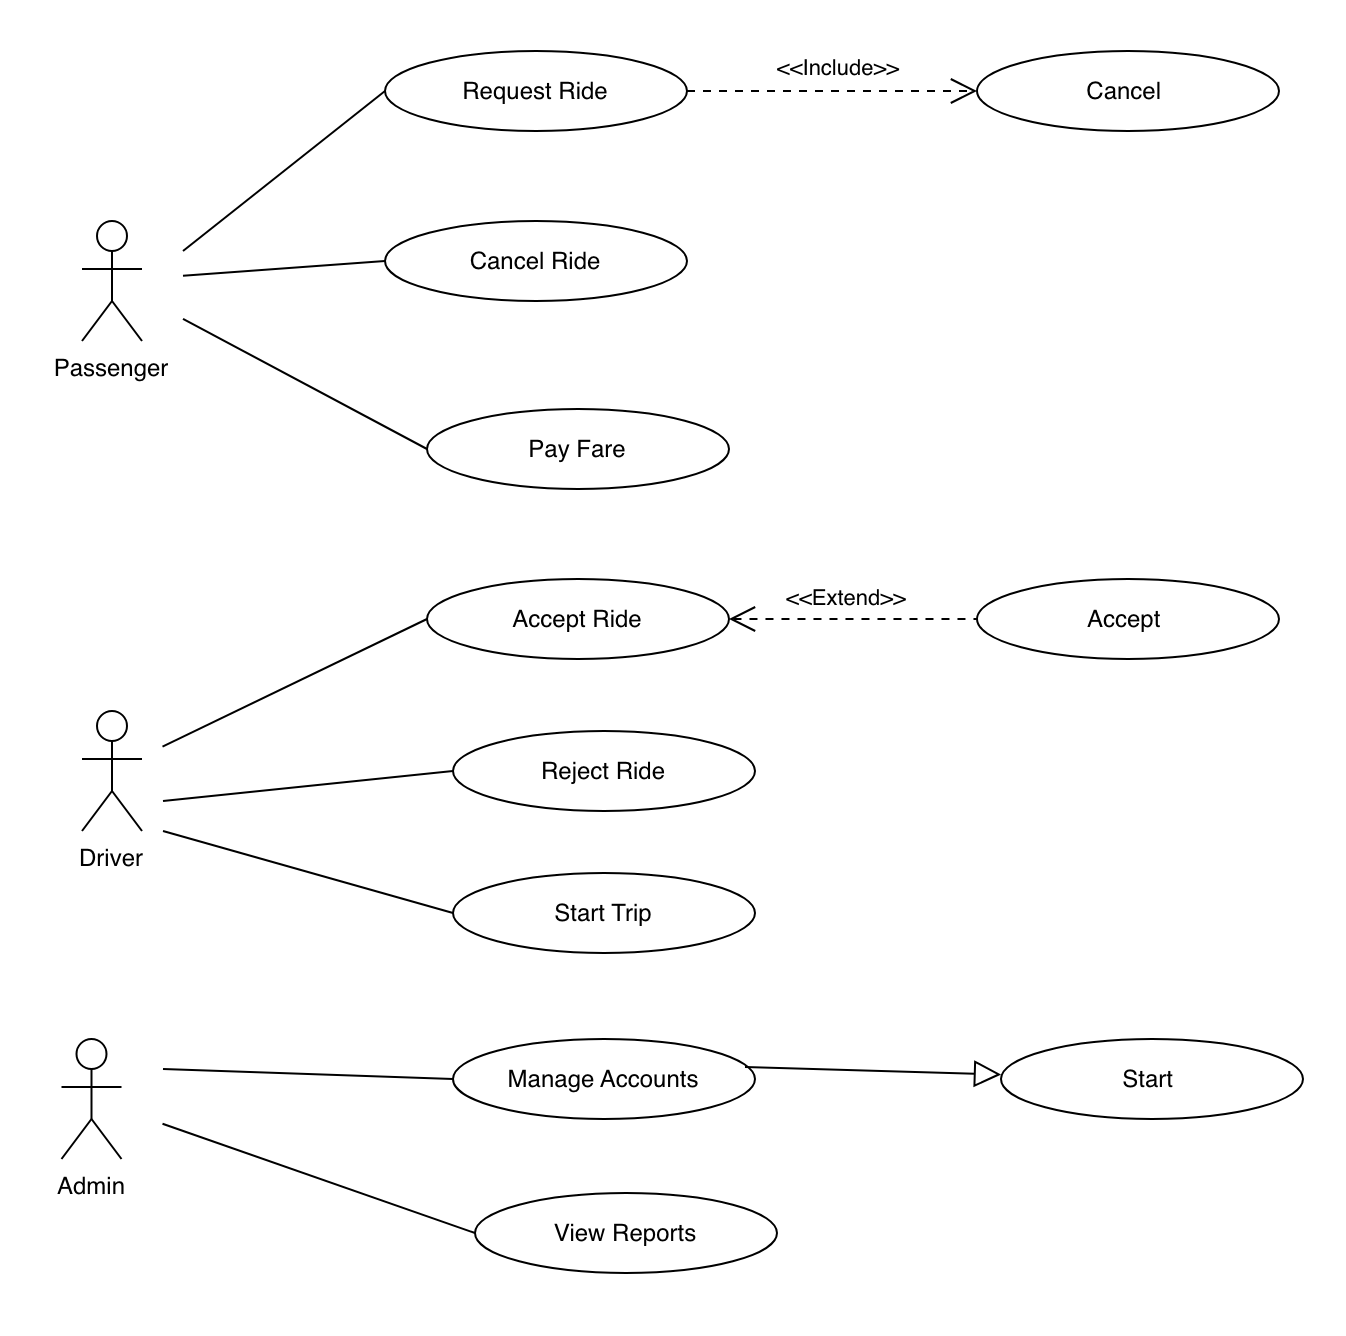 Request Ride
<<Include>>
Cancel
Cancel Ride
Passenger
Pay Fare
Accept Ride
<<Extend>>
Accept
Reject Ride
Driver
Start Trip
Manage Accounts
Start
Admin
View Reports